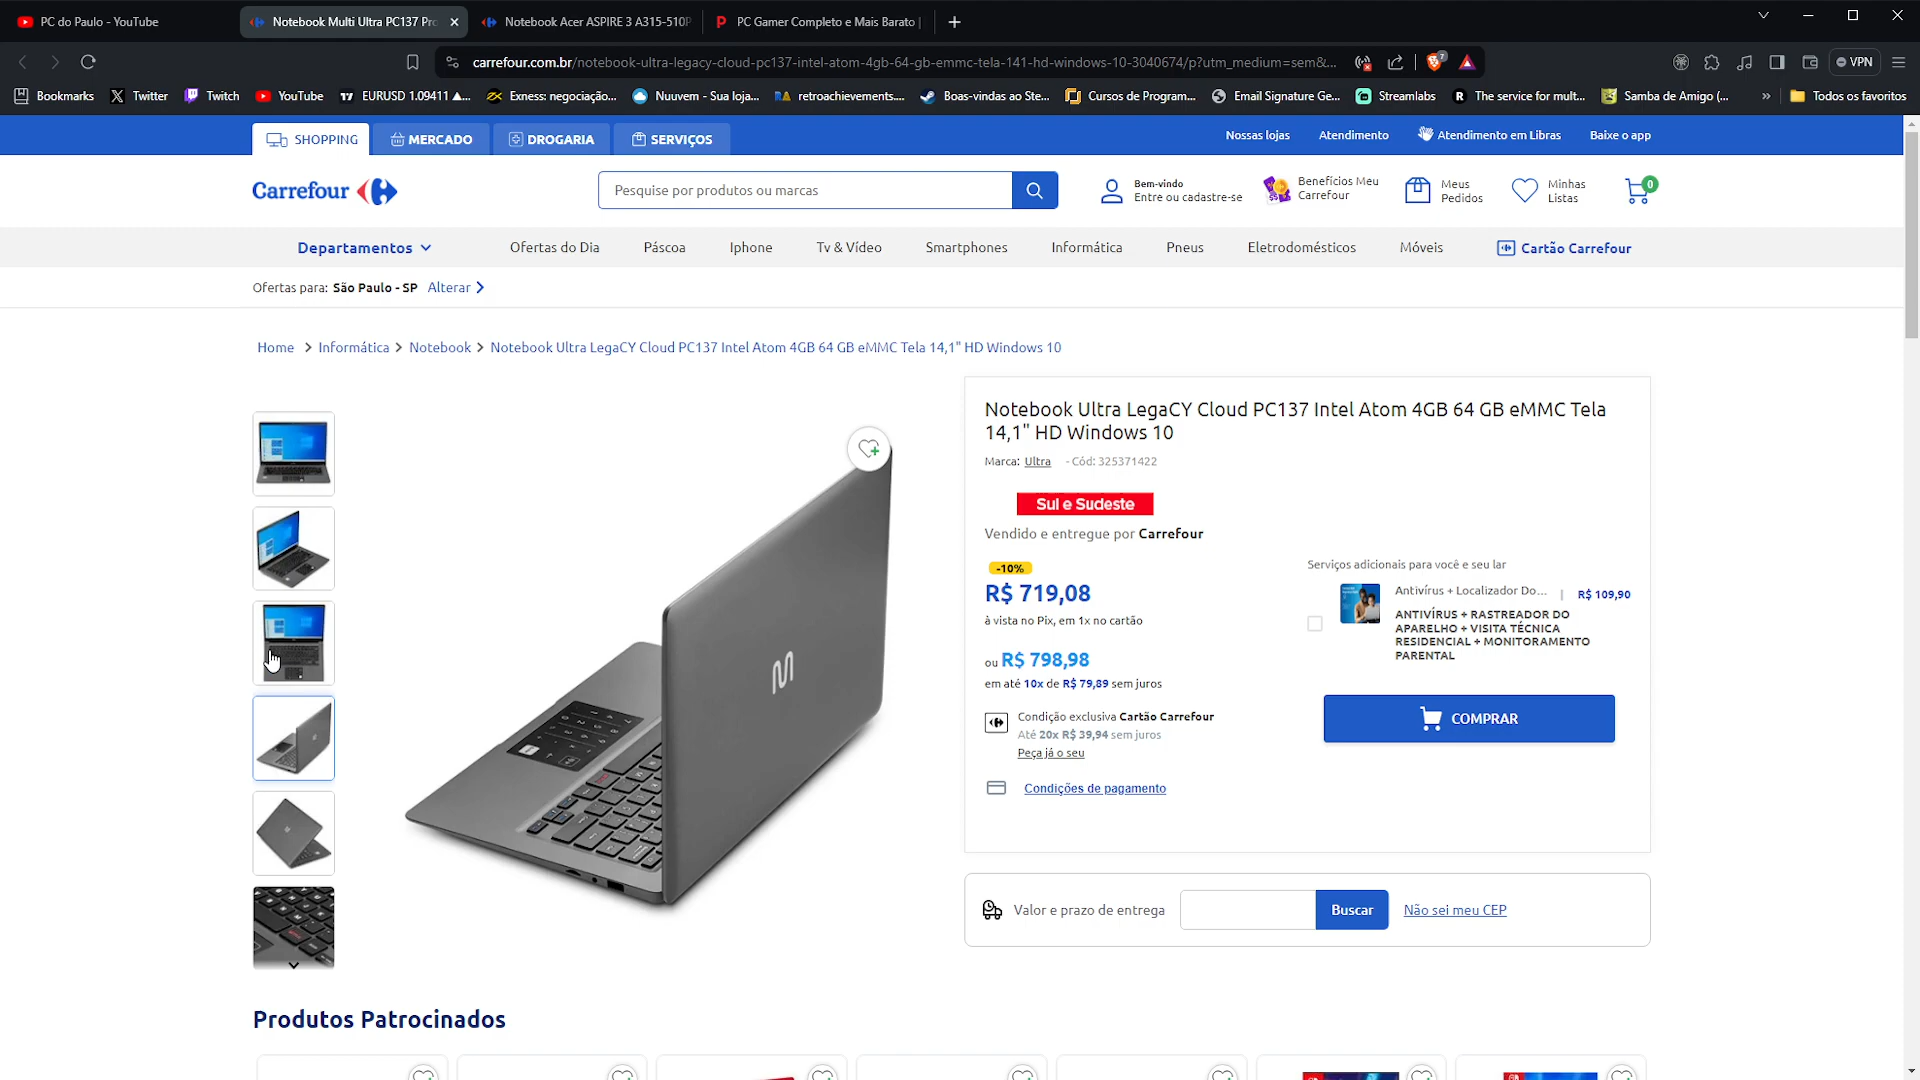 PC do Paulo - YouTube
Notebook Multi Ultra PC137 Pr
Notebook Acer ASPIRE 3 A315-510P
PC Gamer Completo e Mais Barato |
carrefour.com.br/notebook-ultra-legacy-cloud-pc137-intel-atom-4gb-64-gb-emmc-tela-141-hd-windows-10-3040674/p?utm_medium=sem&...
7
VPN
Bookmarks
Twitter
Twitch
YouTube
EURUSD 1.09411 ▲...
Exness: negociação...
Nuuvem - Sua loja...
RA
retroachievements....
Boas-vindas ao Ste...
Cursos de Program...
Email Signature Ge...
Streamlabs
R
The service for mult...
Samba de Amigo (...
»
Todos os favoritos
SHOPPING
MERCADO
DROGARIA
SERVIÇOS
Nossas lojas
Atendimento
Atendimento em Libras
Baixe o app
Carrefour
Pesquise por produtos ou marcas
Bem-vindo
Entre ou cadastre-se
Benefícios Meu
Carrefour
Meus
Pedidos
Minhas
Listas
0
Departamentos
Ofertas do Dia
Páscoa
Iphone
Tv & Vídeo
Smartphones
Informática
Pneus
Eletrodomésticos
Móveis
Cartão Carrefour
Ofertas para: São Paulo - SP Alterar
Home > Informática > Notebook > Notebook Ultra LegaCY Cloud PC137 Intel Atom 4GB 64 GB eMMC Tela 14,1" HD Windows 10
Notebook Ultra LegaCY Cloud PC137 Intel Atom 4GB 64 GB eMMC Tela
14,1" HD Windows 10
Marca: Ultra - Cód: 325371422
Sul e Sudeste
Vendido e entregue por Carrefour
-10%
R$ 719,08
à vista no Pix, em 1x no cartão
ou R$ 798,98
em até 10x de R$ 79,89 sem juros
Condição exclusiva Cartão Carrefour
Até 20x R$ 39,94 sem juros
Peça já o seu
Condições de pagamento
Serviços adicionais para você e seu lar
Antivírus + Localizador Do... | R$ 109,90
ANTIVÍRUS + RASTREADOR DO
APARELHO + VISITA TÉCNICA
RESIDENCIAL + MONITORAMENTO
PARENTAL
COMPRAR
Valor e prazo de entrega
Buscar
Não sei meu CEP
Produtos Patrocinados